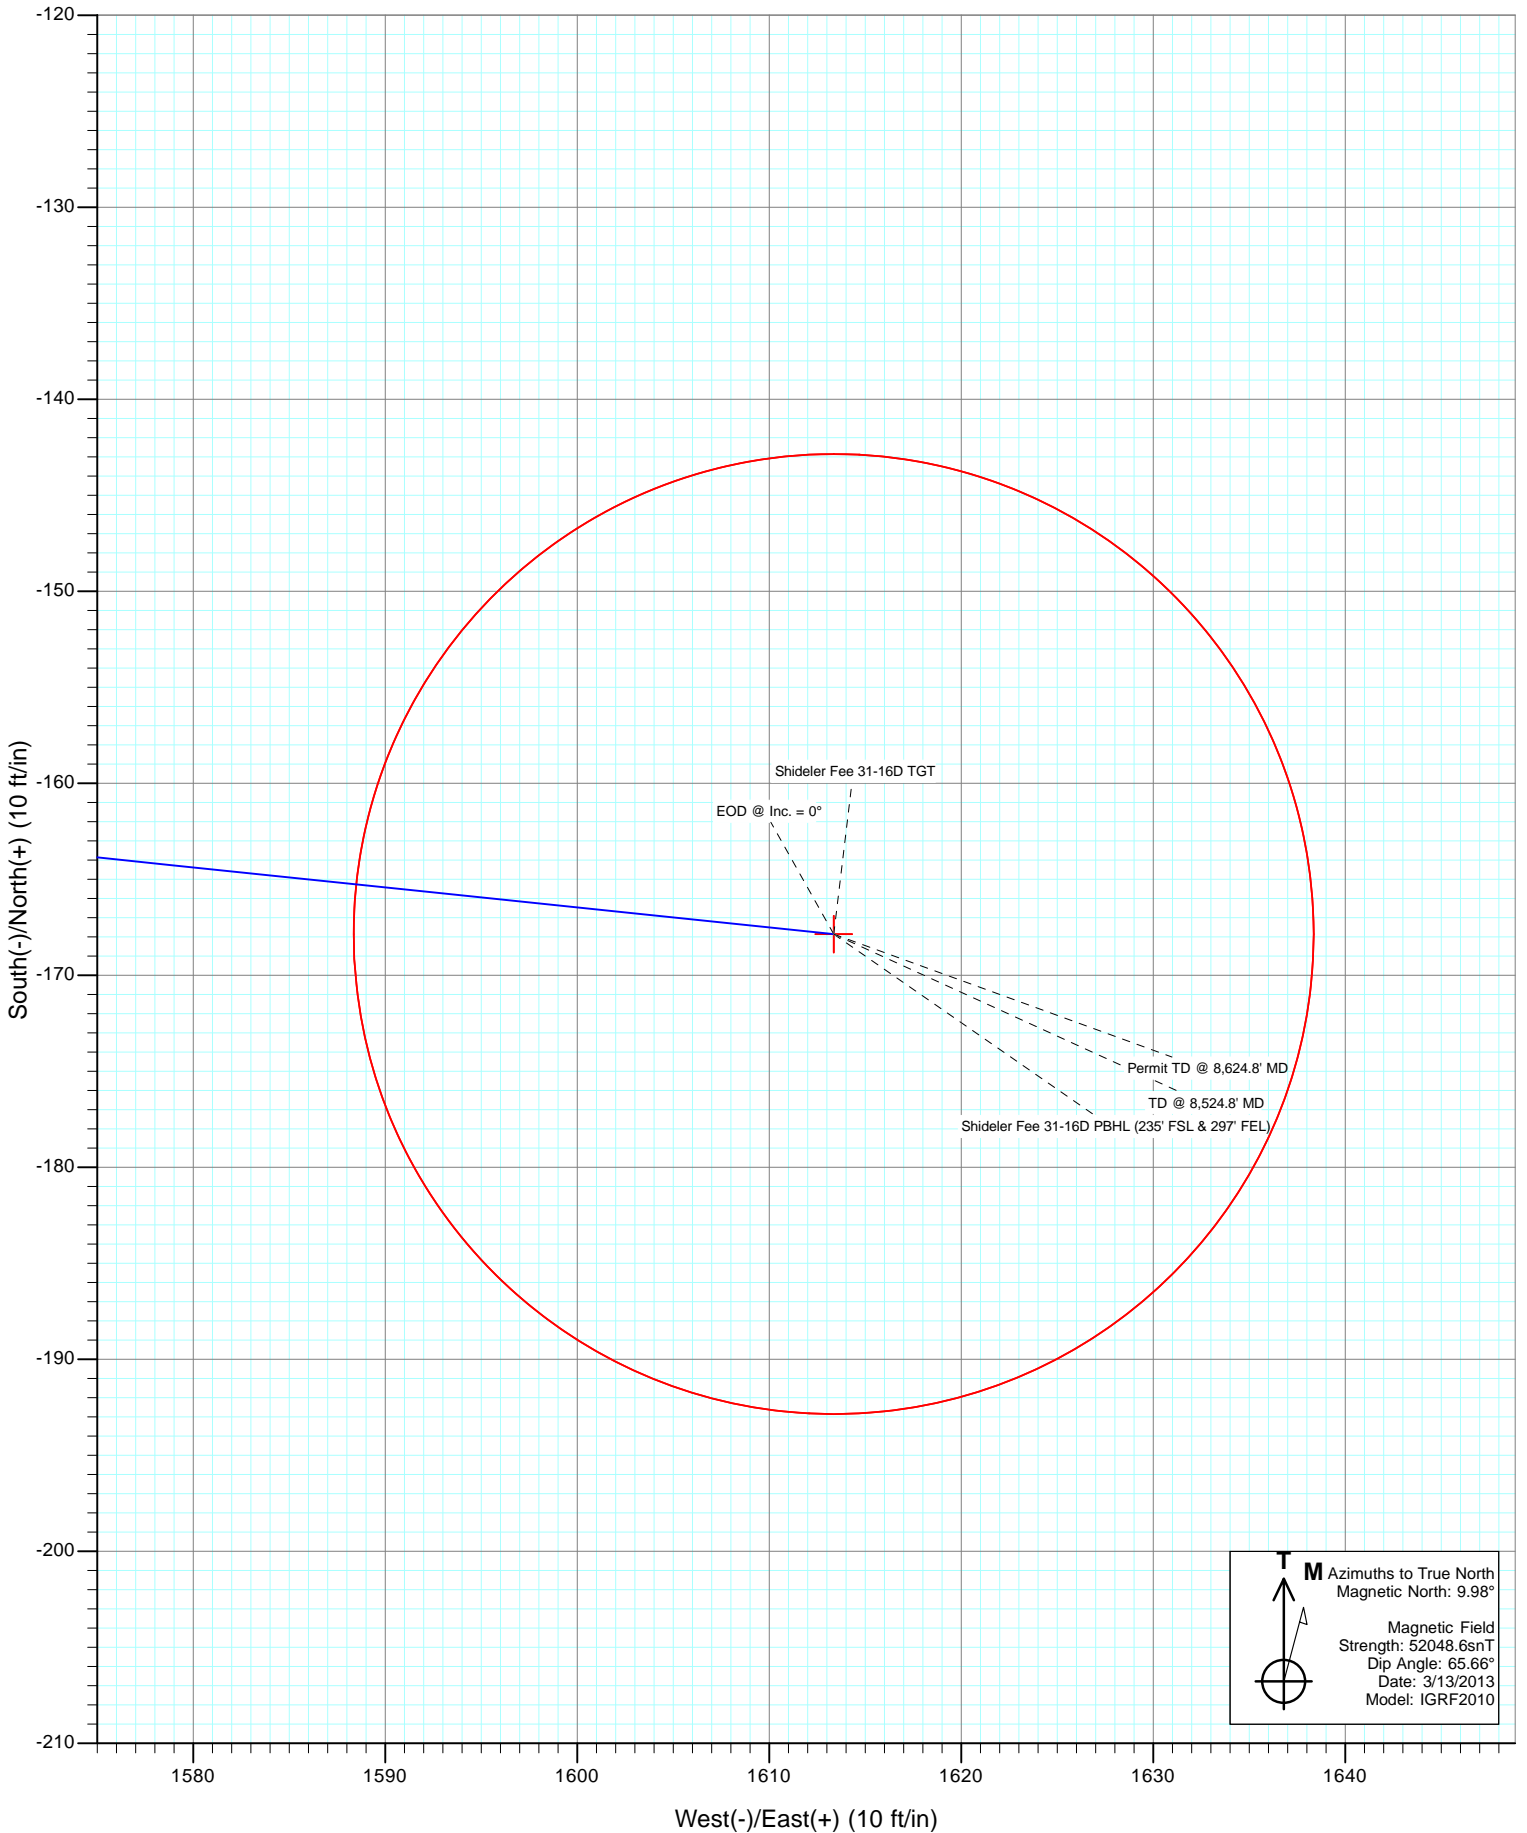 -120
-130
-140
-150
-160
-170
-180
-190
-200
-210
South(-)/North(+) (10 ft/in)
Shideler Fee 31-16D TGT
EOD @ Inc. = 0°
Permit TD @ 8,624.8' MD
TD @ 8,524.8' MD
Shideler Fee 31-16D PBHL (235' FSL & 297' FEL)
T
M
Azimuths to True North
Magnetic North: 9.98°
Magnetic Field
Strength: 52048.6snT
Dip Angle: 65.66°
Date: 3/13/2013
Model: IGRF2010
1580
1590
1600
1610
1620
1630
1640
West(-)/East(+) (10 ft/in)